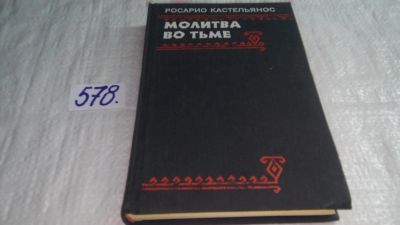 РОСАРИО КАСТЕЛЬЯНОС
МОЛИТВА
ВО ТЬМЕ
578.